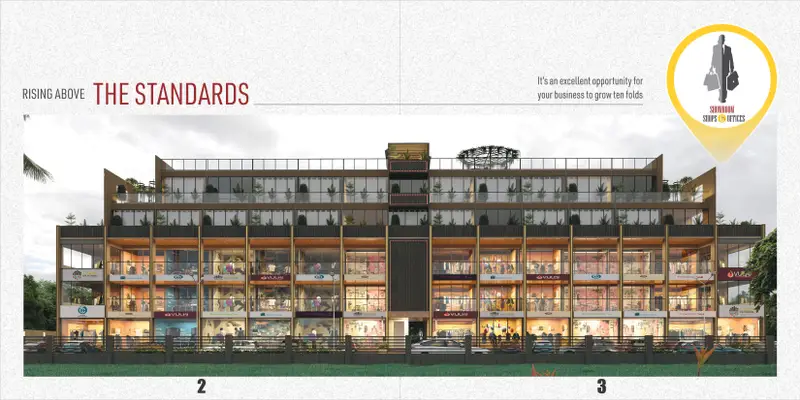 RISING ABOVE THE STANDARDS
It's an excellent opportunity for
your business to grow ten folds
SHOWROOM
SHOPS & OFFICES
2
3